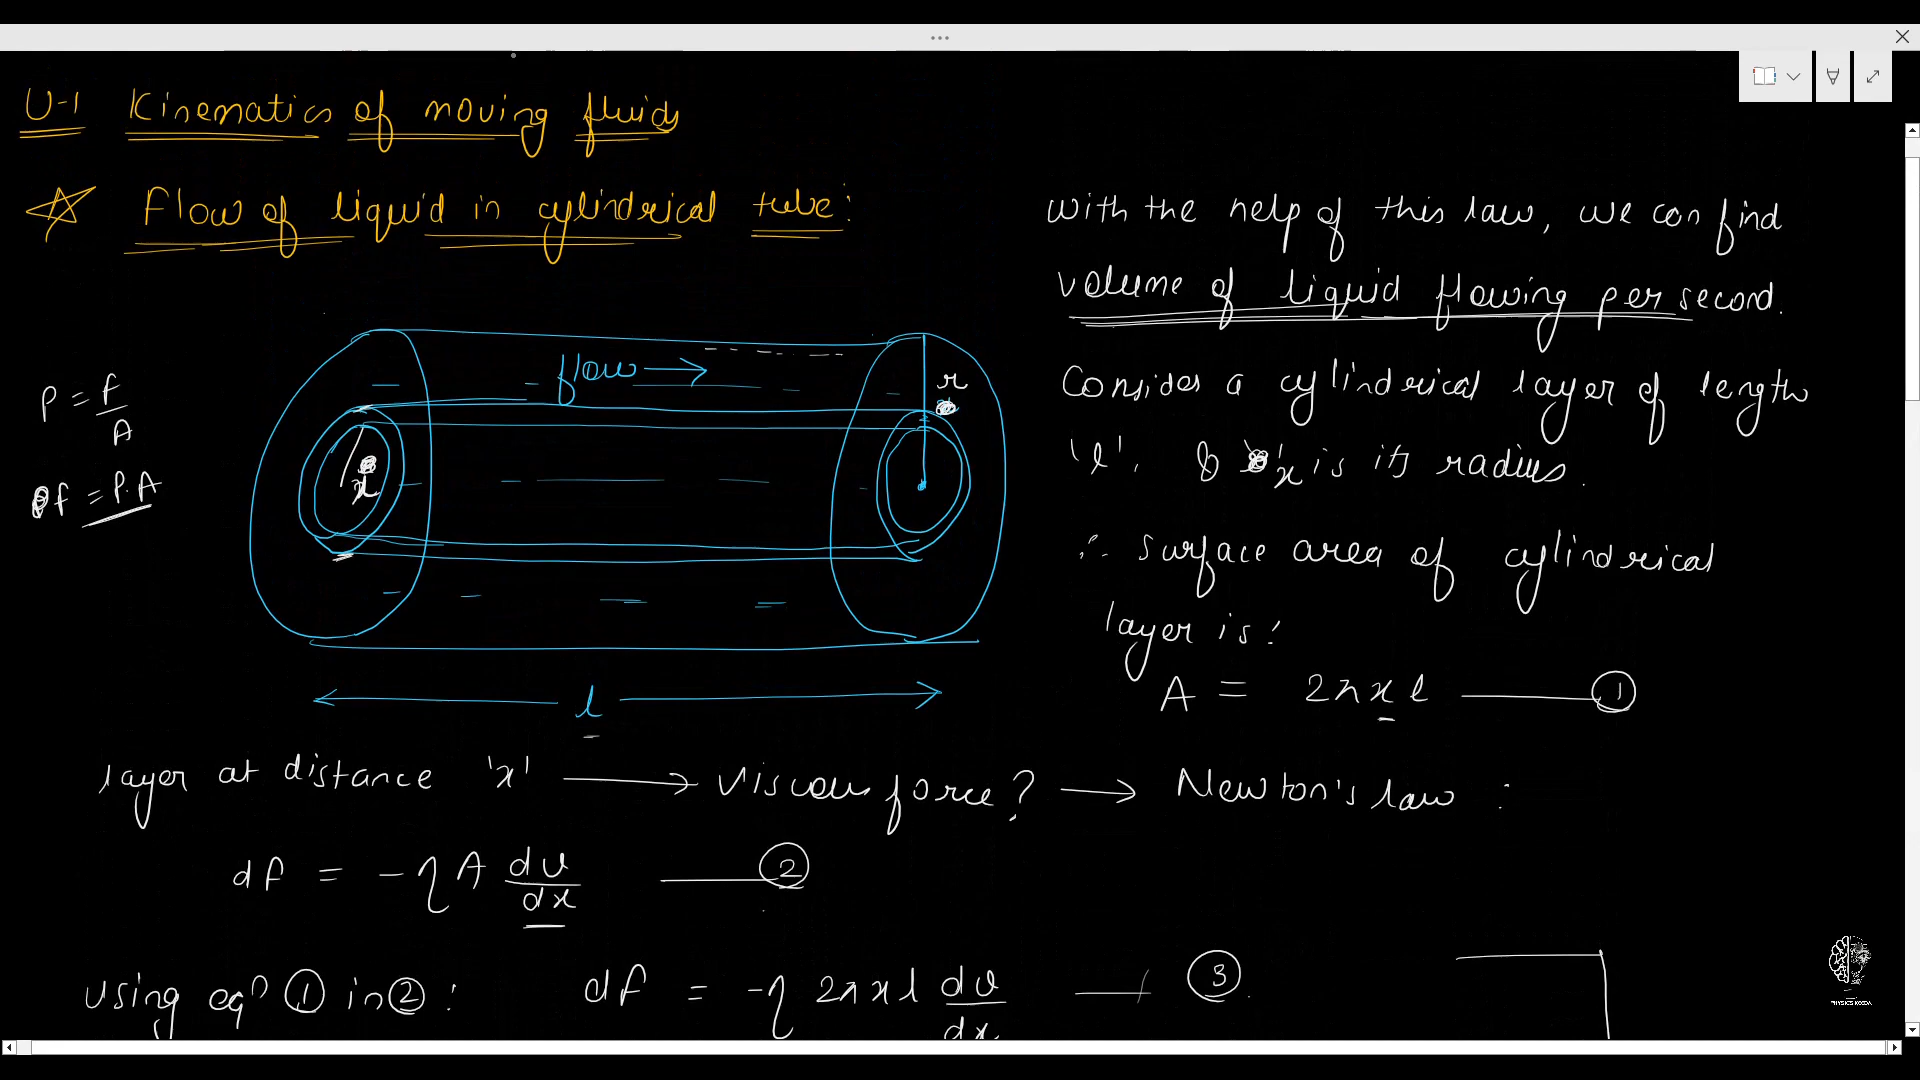 U-1 Kinematics of moving fluids
☆ Flow of liquid in cylindrical tube:
P = F/A
F = P.A
flow →
r
x
l
layer at distance 'x' → Viscous force? → Newton's law :
df = -η A dv/dx — ②
using eqⁿ ① in ② : df = -η 2πxl dv/dx — ③.
with the help of this law, we can find
volume of liquid flowing per second.
Consider a cylindrical layer of length
'l'. & 'x' is its radius.
∴ surface area of cylindrical
layer is:
A = 2πxl — ①
PHYSICS KOODA